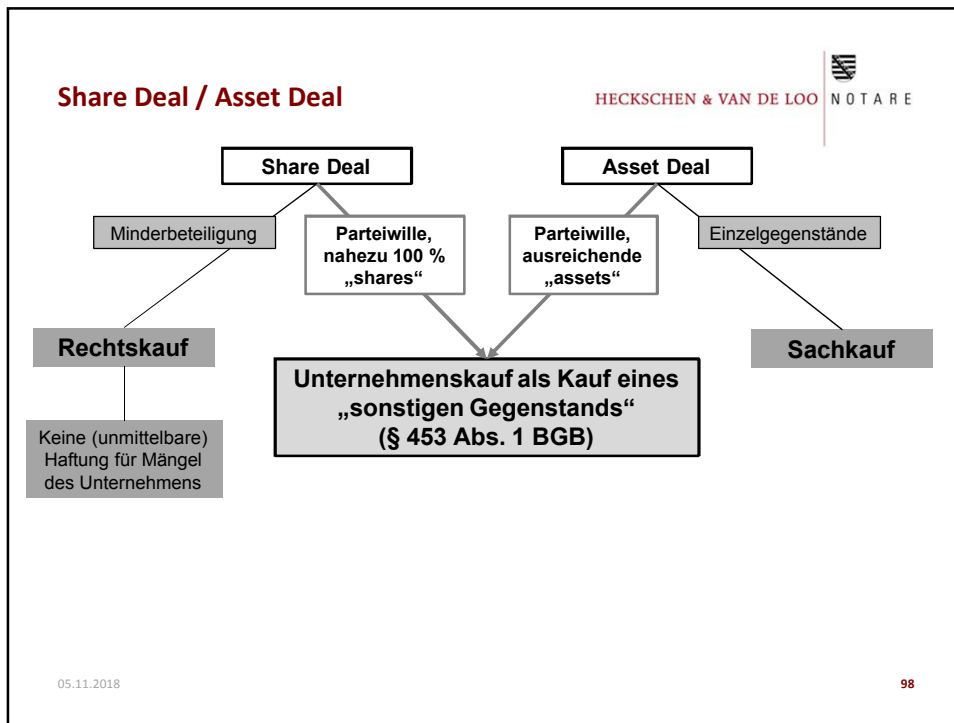 Share Deal / Asset Deal
HECKSCHEN & VAN DE LOO NOTARE
Share Deal
Asset Deal
Minderbeteiligung
Parteiwille,
nahezu 100 %
„shares“
Parteiwille,
ausreichende
„assets“
Einzelgegenstände
Rechtskauf
Sachkauf
Unternehmenskauf als Kauf eines
„sonstigen Gegenstands“
(§ 453 Abs. 1 BGB)
Keine (unmittelbare)
Haftung für Mängel
des Unternehmens
05.11.2018
98